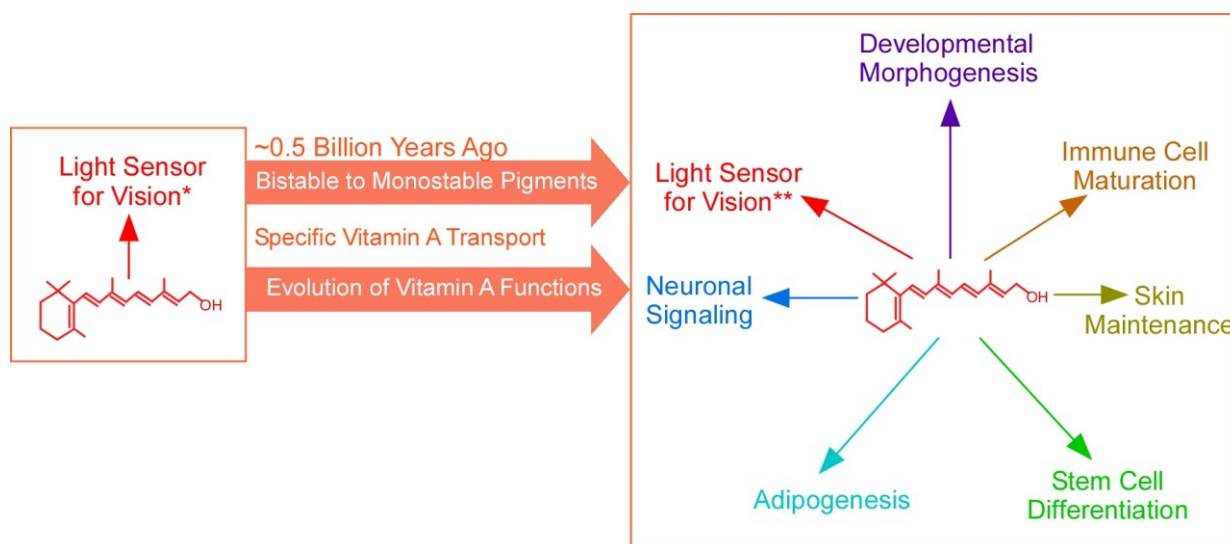 Light Sensor
for Vision*
OH
~0.5 Billion Years Ago
Bistable to Monostable Pigments
Specific Vitamin A Transport
Evolution of Vitamin A Functions
Developmental
Morphogenesis
Light Sensor
for Vision**
Immune Cell
Maturation
Neuronal
Signaling
OH
Skin
Maintenance
Adipogenesis
Stem Cell
Differentiation